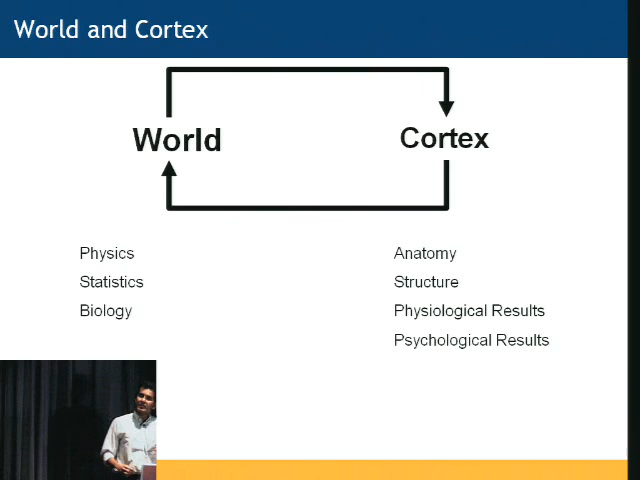 World and Cortex
World
Cortex
Physics
Statistics
Biology
Anatomy
Structure
Physiological Results
Psychological Results